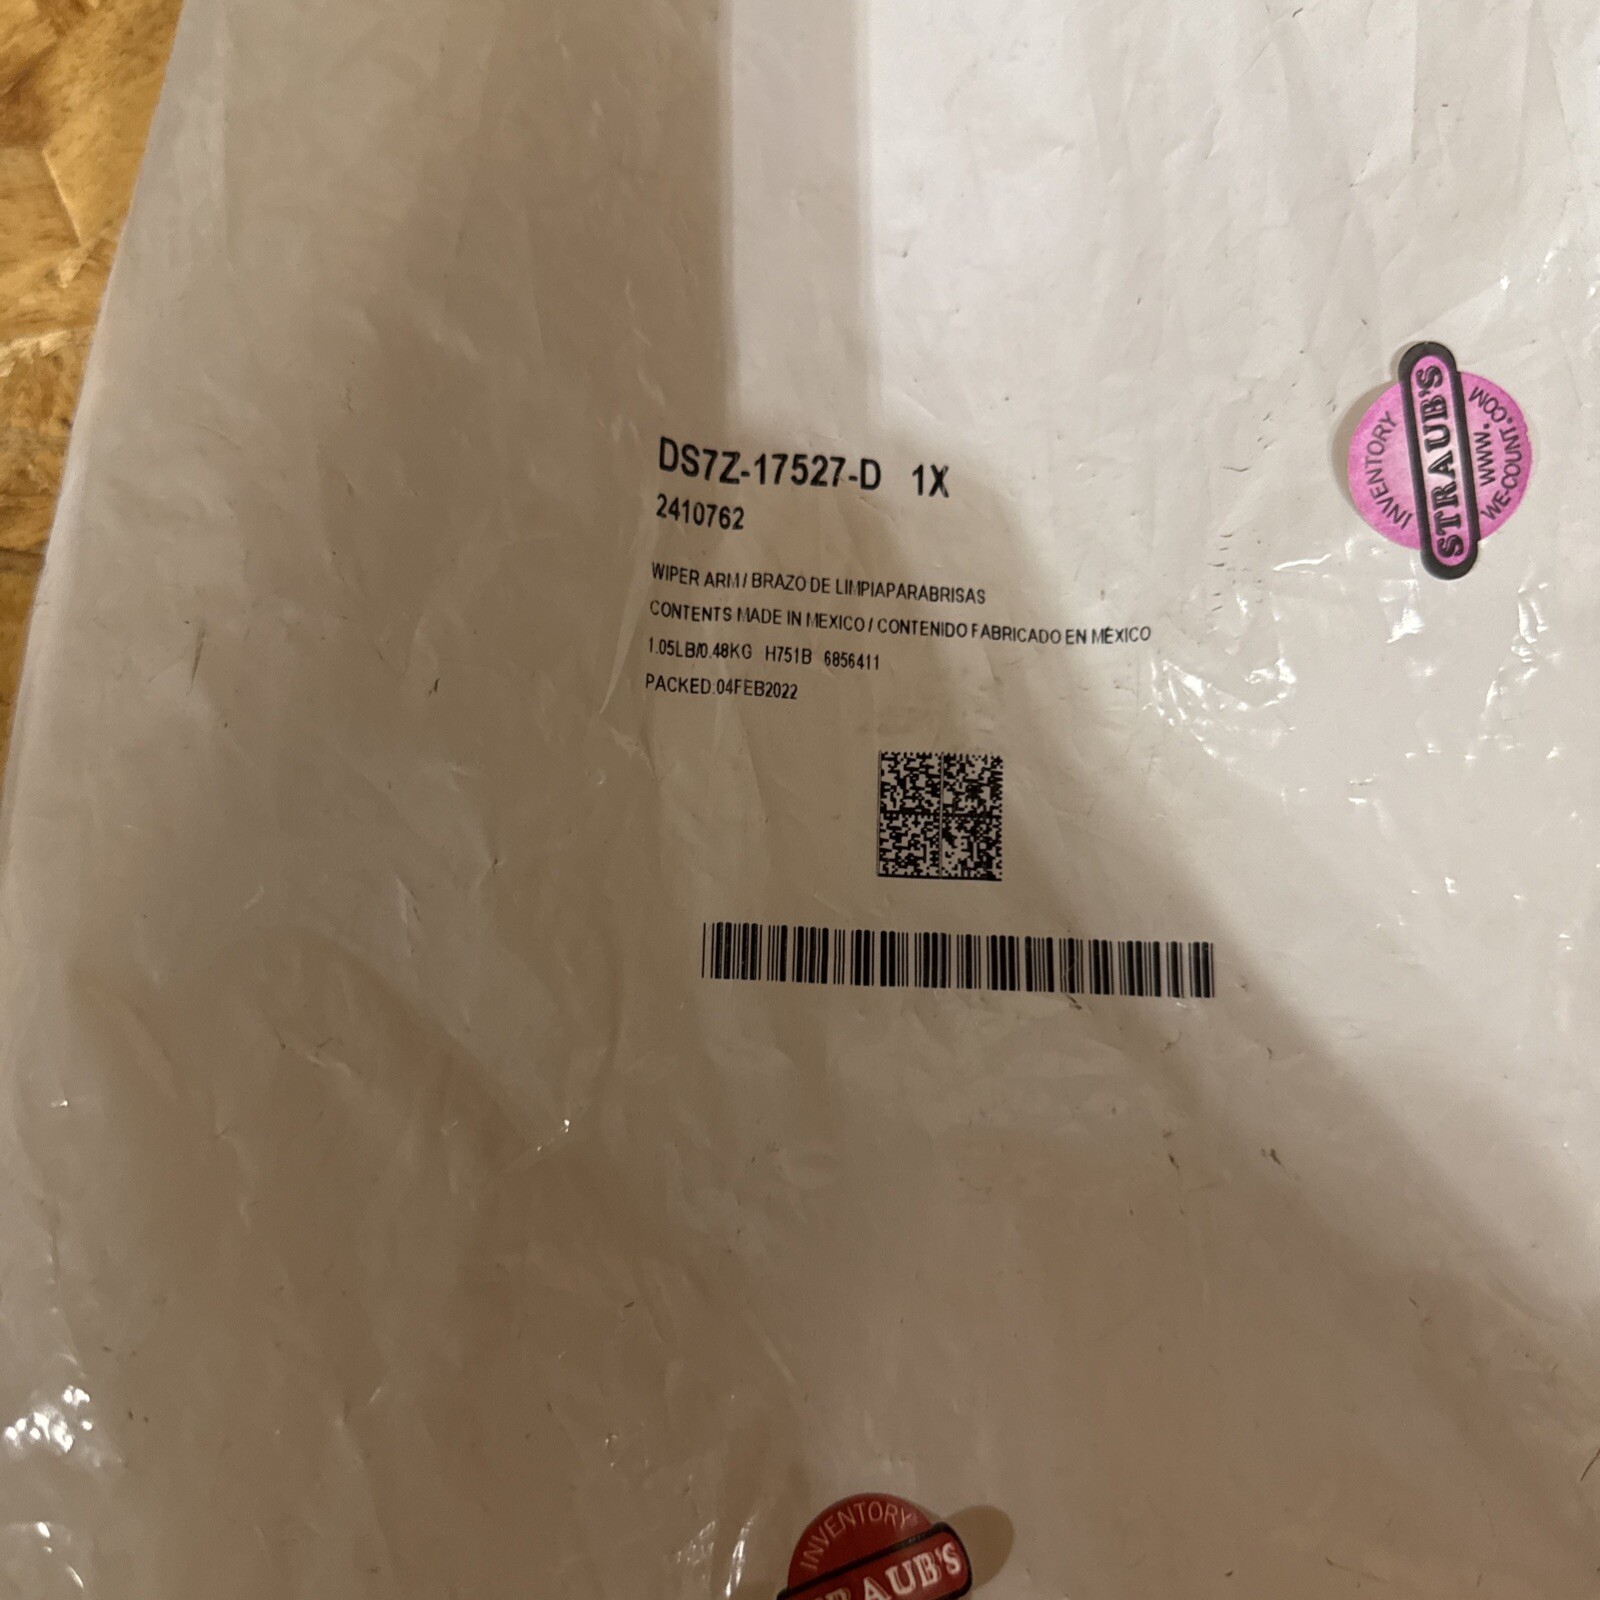 DS7Z-17527-D 1X
2410762
WIPER ARM / BRAZO DE LIMPIAPARABRISAS
CONTENTS MADE IN MEXICO / CONTENIDO FABRICADO EN MÉXICO
1.05LB/0.48KG H751B 6856411
PACKED:04FEB2022
INVENTORY
STRAUB'S
WWW.
WE-COUNT.COM
INVENTORY
STRAUB'S